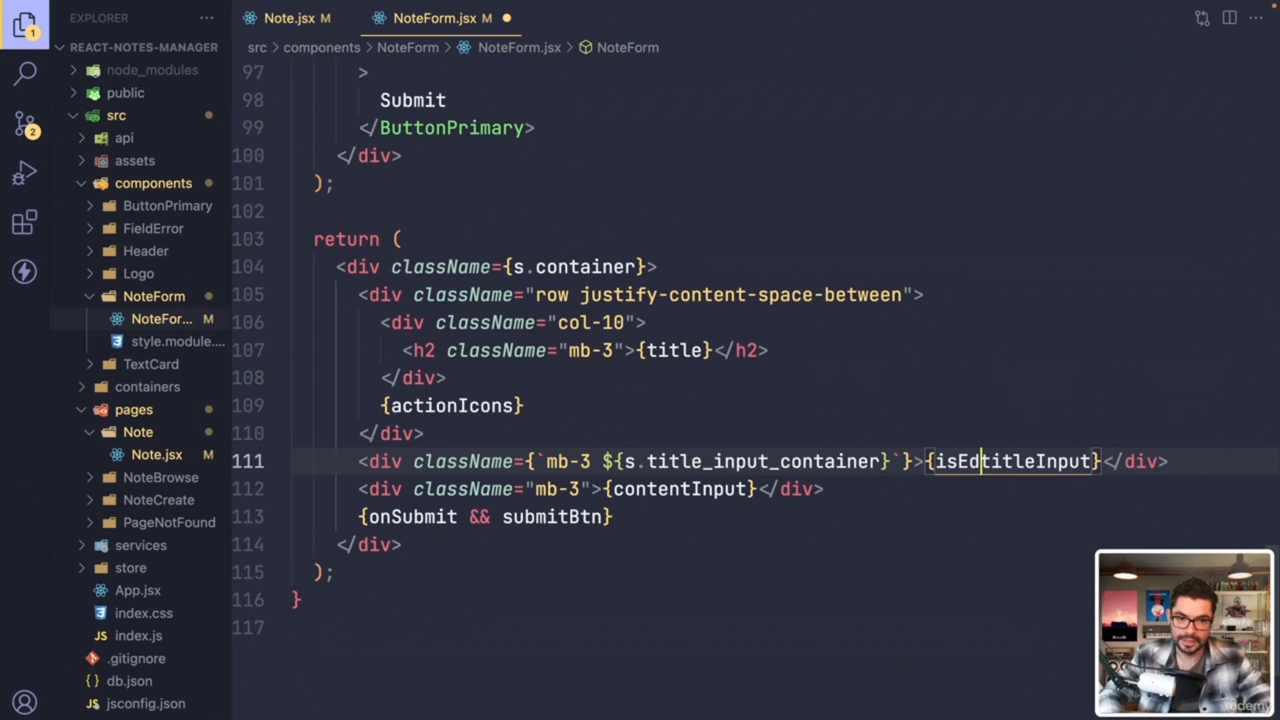 EXPLORER
REACT-NOTES-MANAGER
node_modules
public
src
api
assets
components
ButtonPrimary
FieldError
Header
Logo
NoteForm
NoteFor... M
style.module....
TextCard
containers
pages
Note
Note.jsx M
NoteBrowse
NoteCreate
PageNotFound
services
store
App.jsx
index.css
index.js
.gitignore
db.json
jsconfig.json
1
2
Note.jsx M
NoteForm.jsx M
src > components > NoteForm > NoteForm.jsx > NoteForm
97 >
98 Submit
99 </ButtonPrimary>
100 </div>
101 );
102
103 return (
104 <div className={s.container}>
105 <div className="row justify-content-space-between">
106 <div className="col-10">
107 <h2 className="mb-3">{title}</h2>
108 </div>
109 {actionIcons}
110 </div>
111 <div className={`mb-3 ${s.title_input_container}`}>{isEdtitleInput}</div>
112 <div className="mb-3">{contentInput}</div>
113 {onSubmit && submitBtn}
114 </div>
115 );
116 }
117
udemy